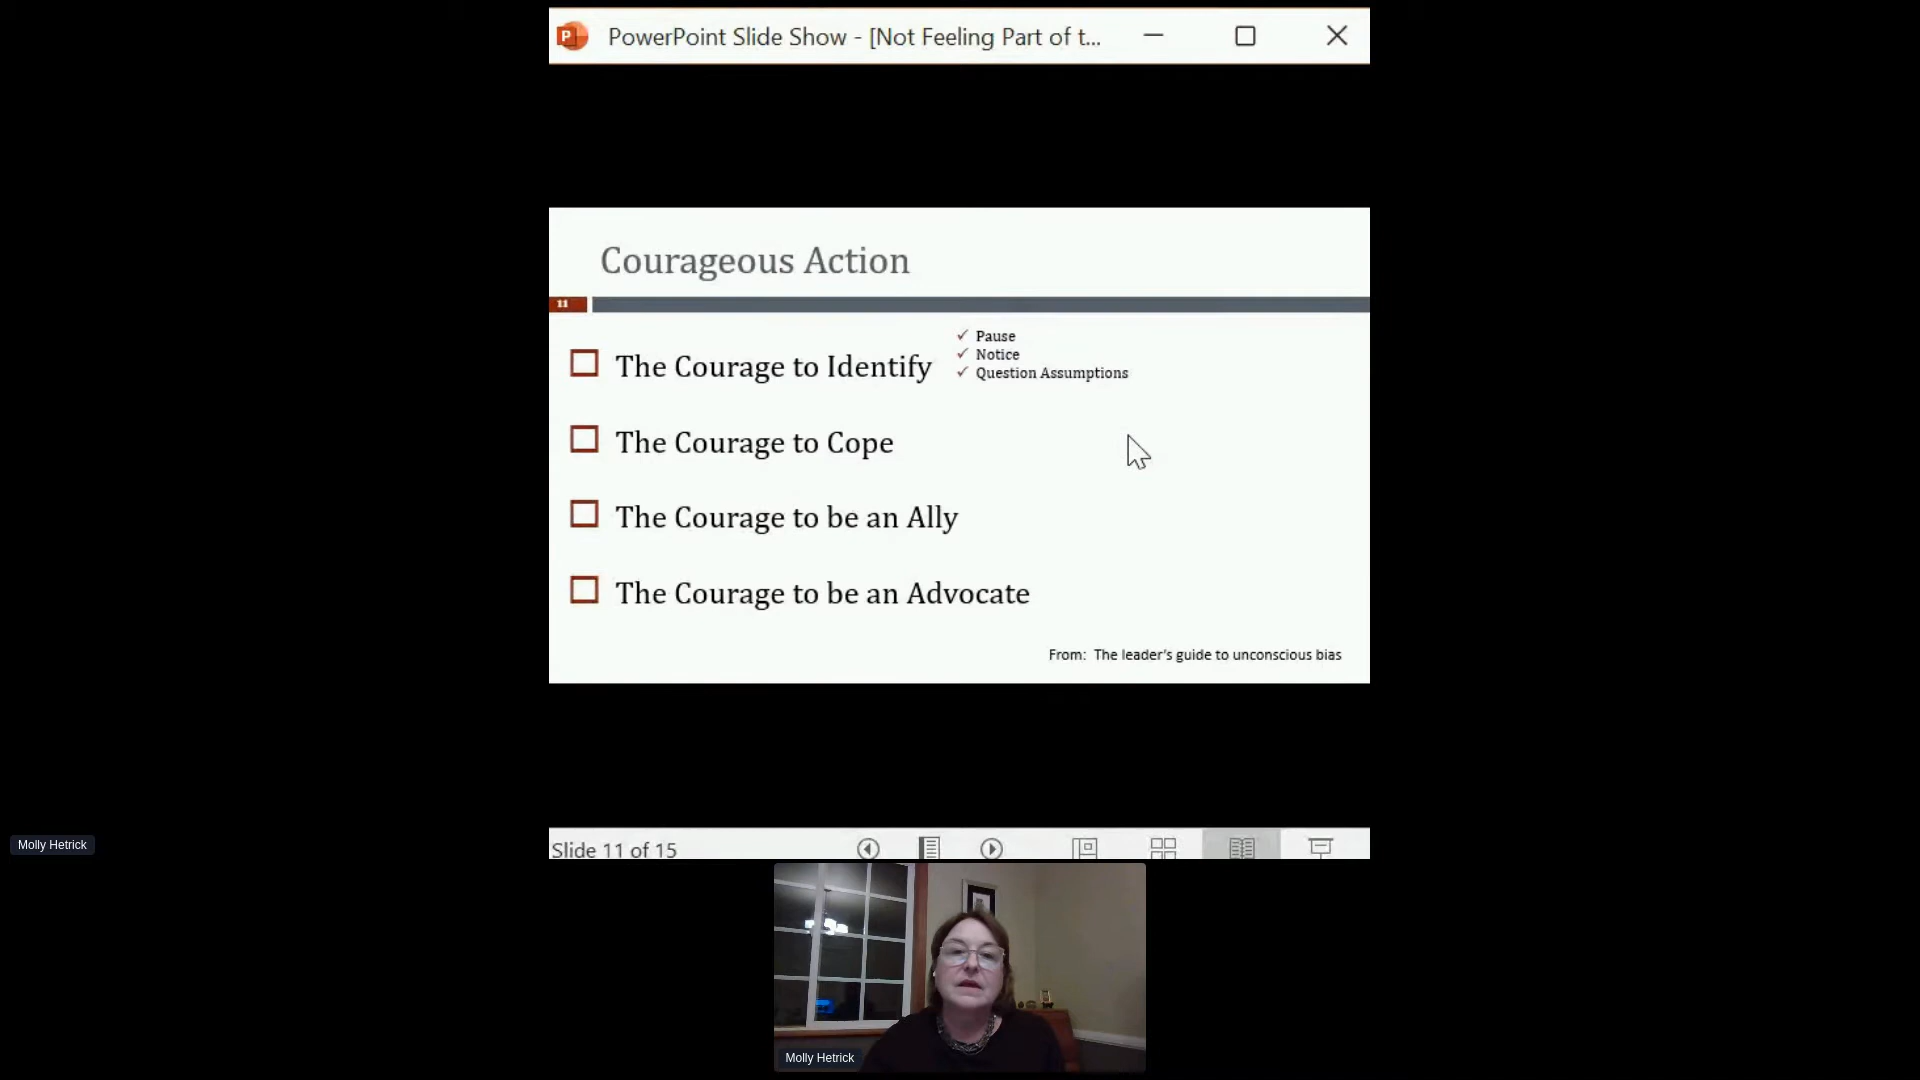 PowerPoint Slide Show - [Not Feeling Part of t...
Courageous Action
11
The Courage to Identify
✓ Pause
✓ Notice
✓ Question Assumptions
The Courage to Cope
The Courage to be an Ally
The Courage to be an Advocate
From: The leader's guide to unconscious bias
Slide 11 of 15
Molly Hetrick
Molly Hetrick